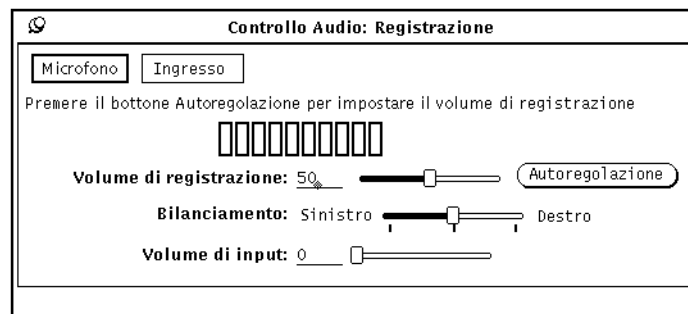 Controllo Audio: Registrazione
Microfono Ingresso
Premere il bottone Autoregolazione per impostare il volume di registrazione
Volume di registrazione: 50 Autoregolazione
Bilanciamento: Sinistro Destro
Volume di input: 0